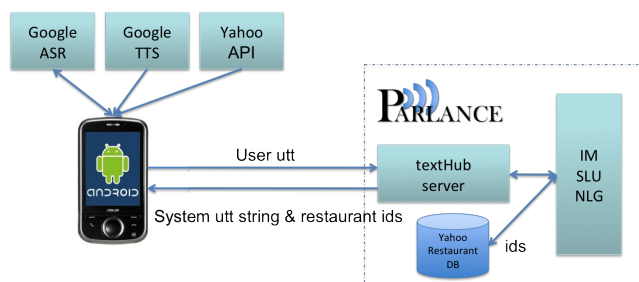 Google
ASR
Google
TTS
Yahoo
API
PARLANCE
User utt
textHub
server
IM
SLU
NLG
ANDROID
ASUS
System utt string & restaurant ids
Yahoo
Restaurant
DB
ids